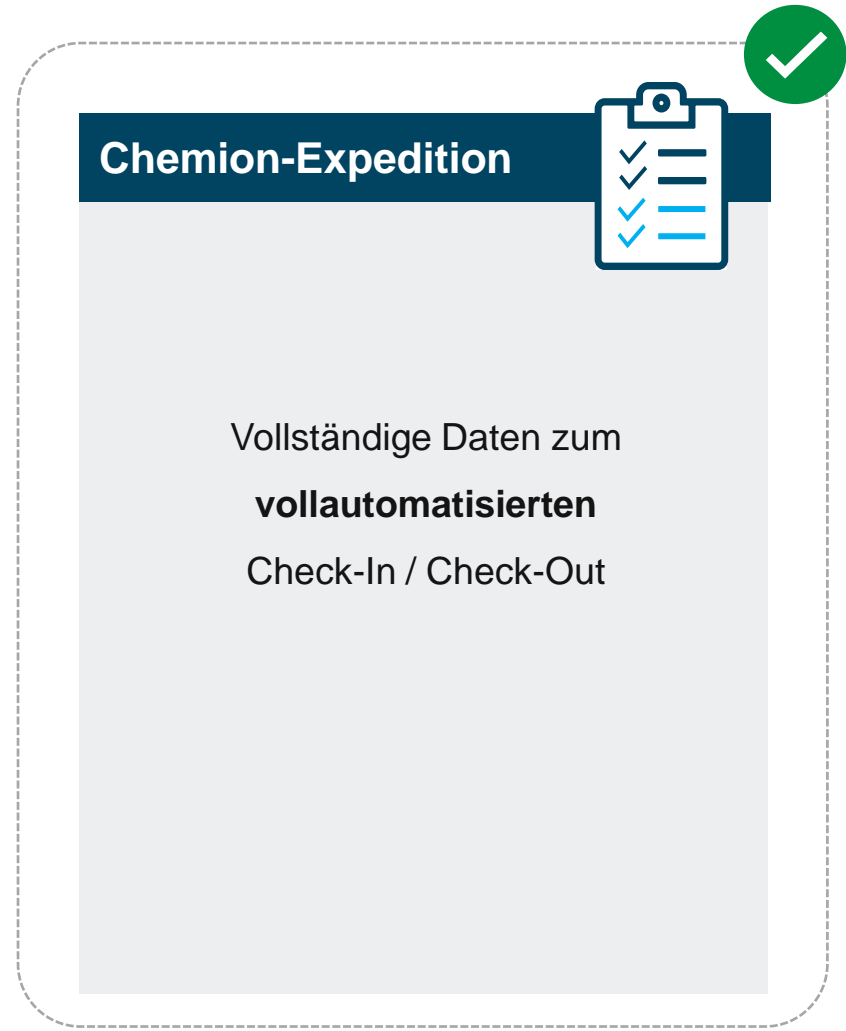 Chemion-Expedition
Vollständige Daten zum
vollautomatisierten
Check-In / Check-Out